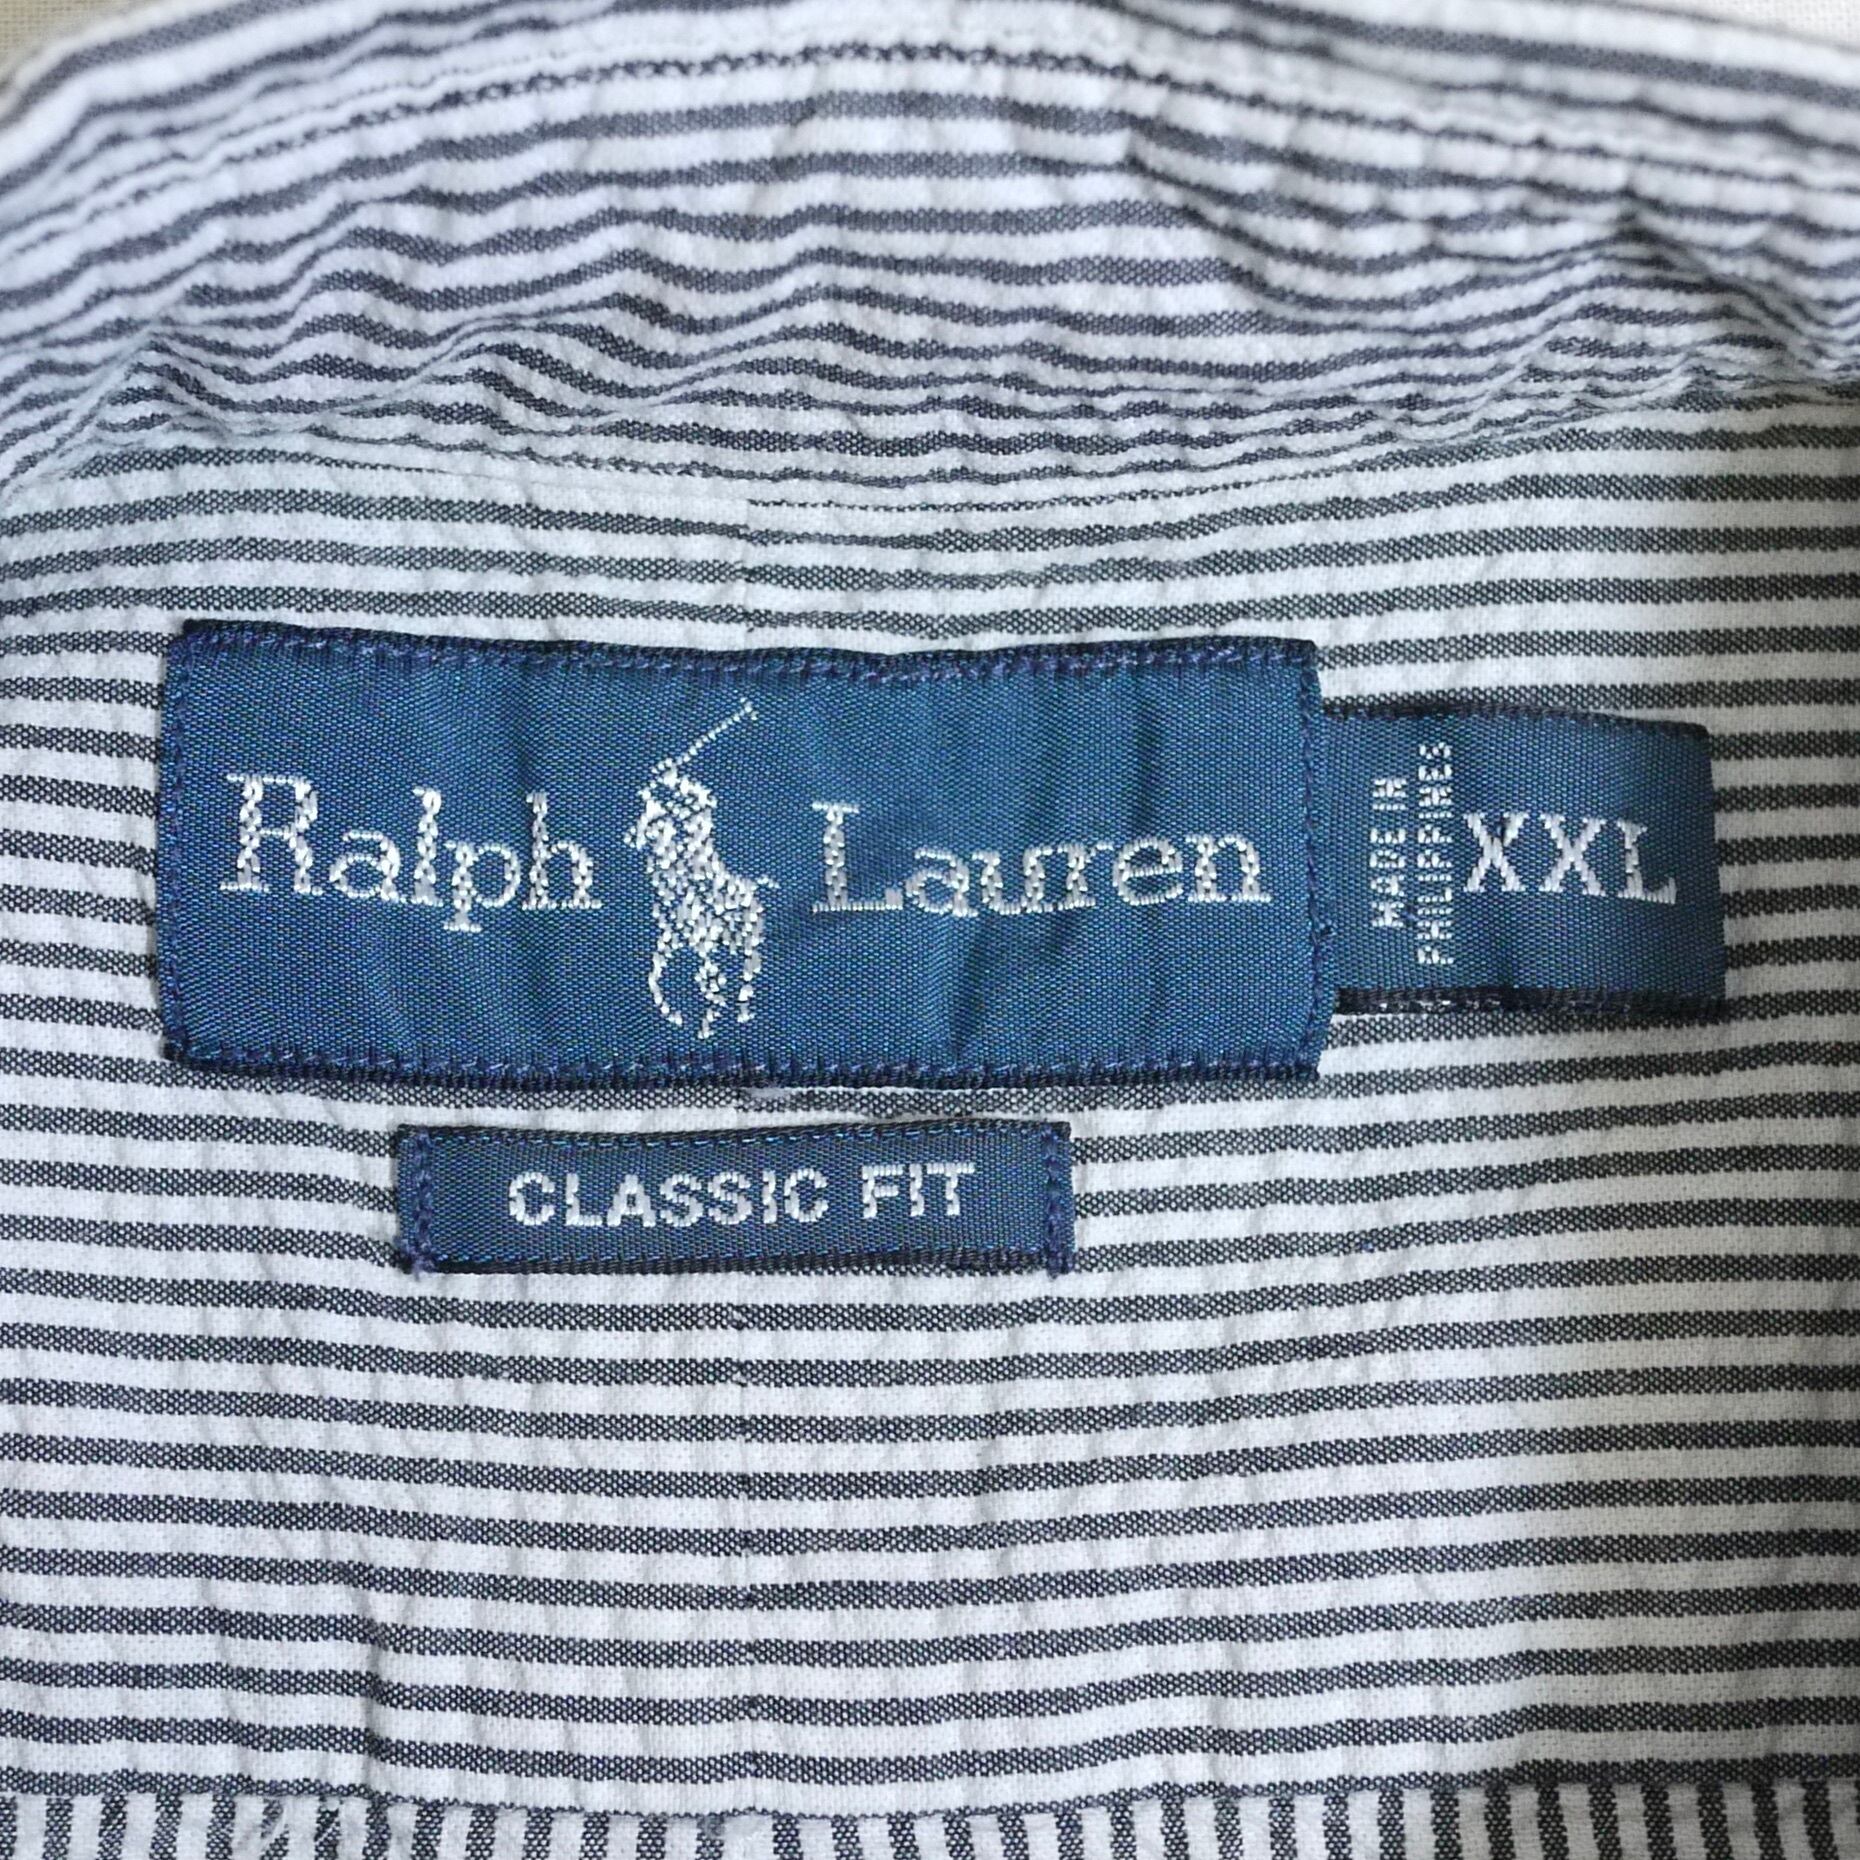 Ralph Lauren
MADE IN
PHILIPPINES
XXL
CLASSIC FIT